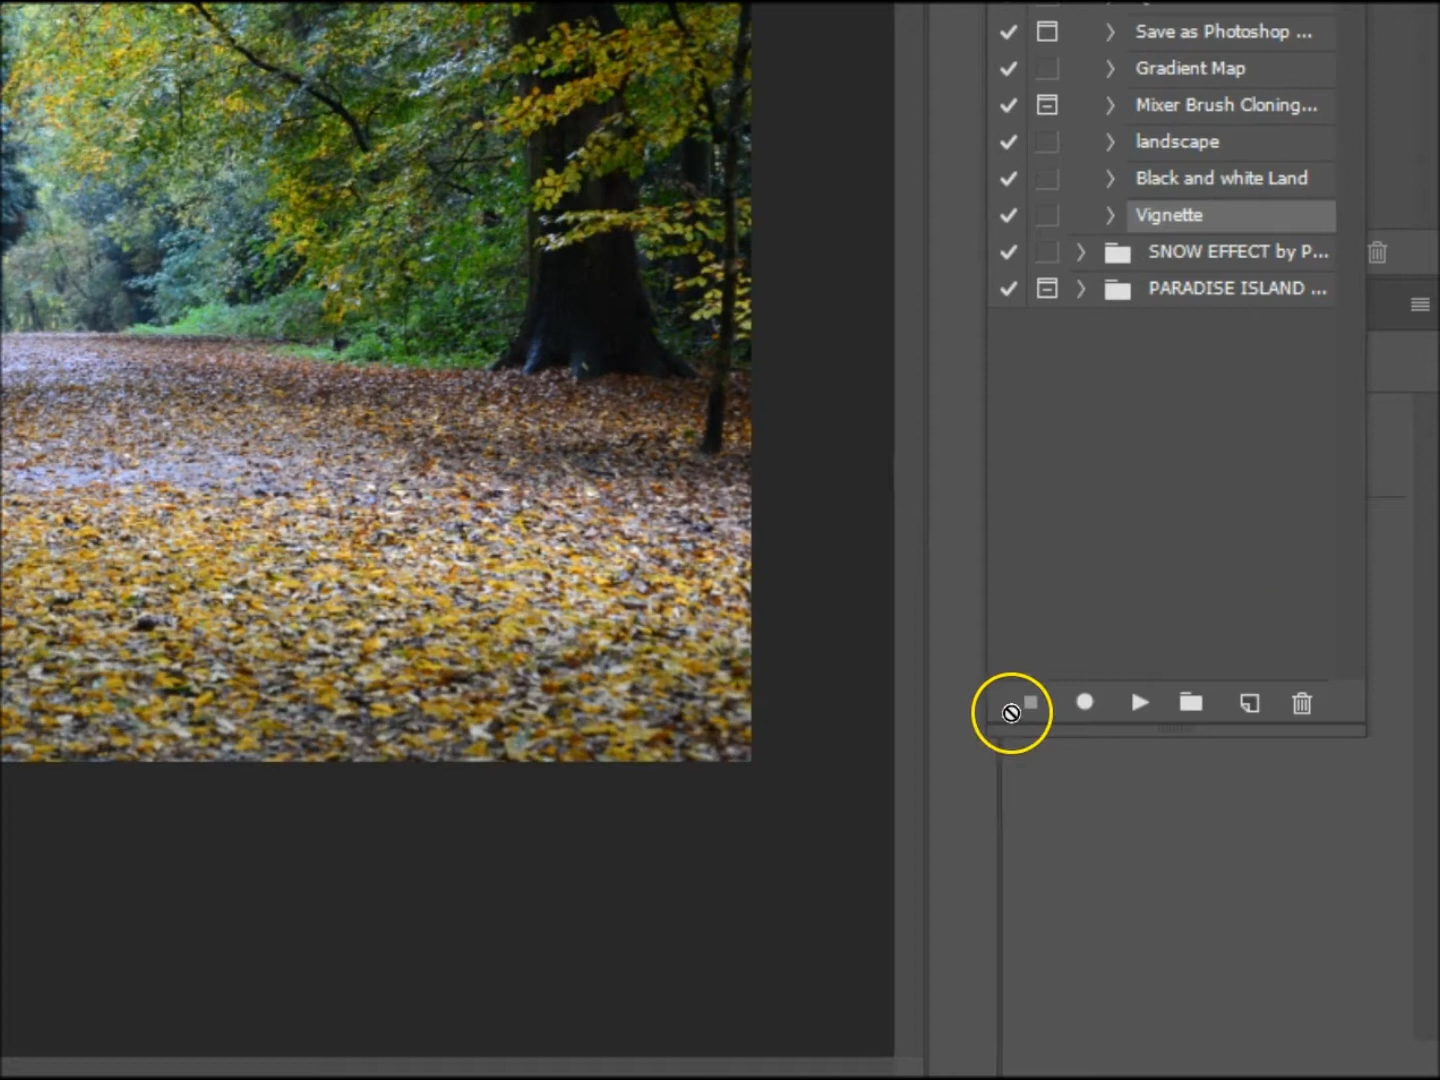 Save as Photoshop ...
Gradient Map
Mixer Brush Cloning...
landscape
Black and white Land
Vignette
SNOW EFFECT by P...
PARADISE ISLAND ...